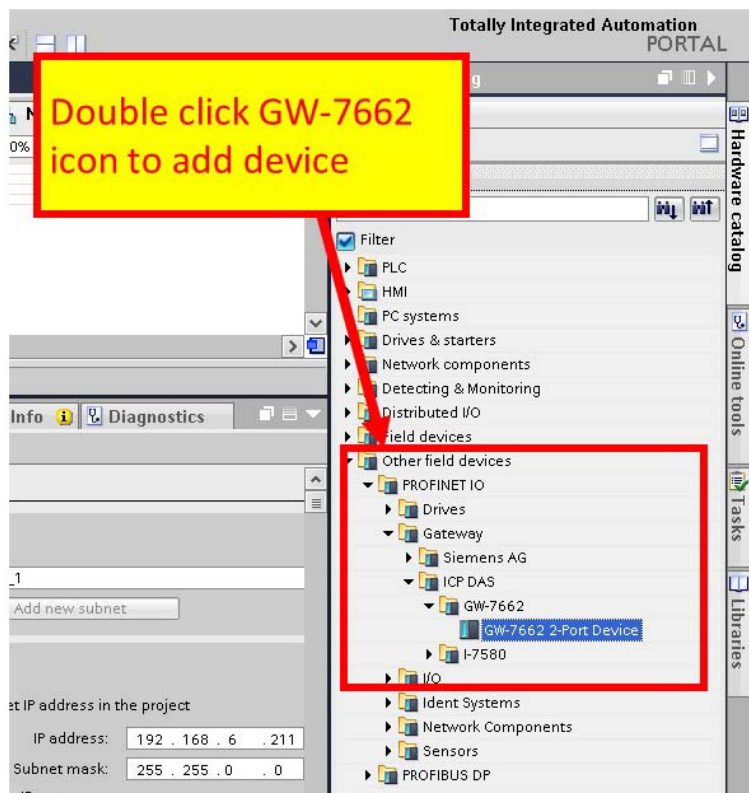 Totally Integrated Automation
PORTAL
Double click GW-7662
icon to add device
Hardware catalog
Online tools
Tasks
Libraries
Filter
PLC
HMI
PC systems
Drives & starters
Network components
Detecting & Monitoring
Distributed I/O
Field devices
Other field devices
PROFINET IO
Drives
Gateway
Siemens AG
ICP DAS
GW-7662
GW-7662 2-Port Device
I-7580
I/O
Ident Systems
Network Components
Sensors
PROFIBUS DP
0%
Info Diagnostics
_1
Add new subnet
IP address in the project
IP address: 192 . 168 . 6 . 211
Subnet mask: 255 . 255 . 0 . 0